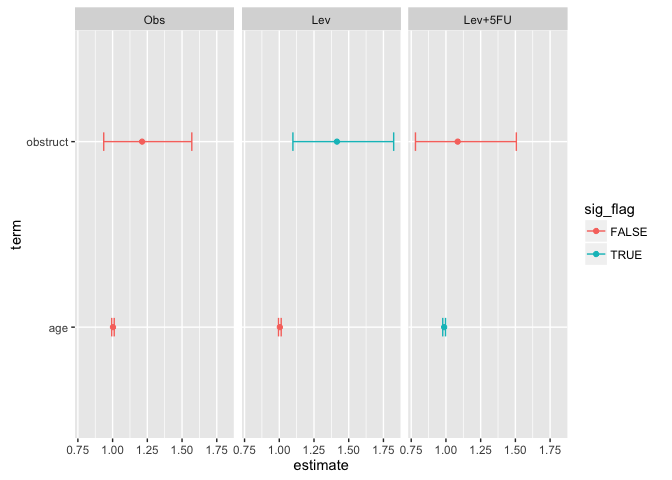 Obs Lev Lev+5FU
obstruct
age
term
0.75 1.00 1.25 1.50 1.75 0.75 1.00 1.25 1.50 1.75 0.75 1.00 1.25 1.50 1.75
estimate
sig_flag
FALSE
TRUE